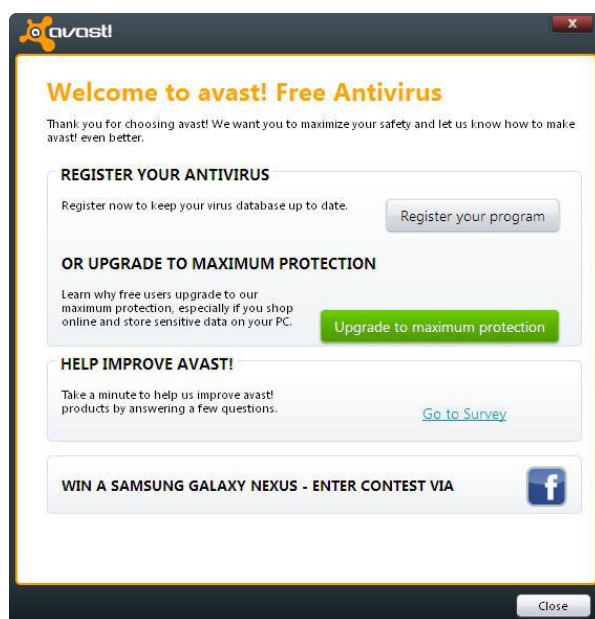 avast!
x
Welcome to avast! Free Antivirus
Thank you for choosing avast! We want you to maximize your safety and let us know how to make
avast! even better.
REGISTER YOUR ANTIVIRUS
Register now to keep your virus database up to date.
Register your program
OR UPGRADE TO MAXIMUM PROTECTION
Learn why free users upgrade to our
maximum protection, especially if you shop
online and store sensitive data on your PC.
Upgrade to maximum protection
HELP IMPROVE AVAST!
Take a minute to help us improve avast!
products by answering a few questions.
Go to Survey
WIN A SAMSUNG GALAXY NEXUS - ENTER CONTEST VIA
f
Close